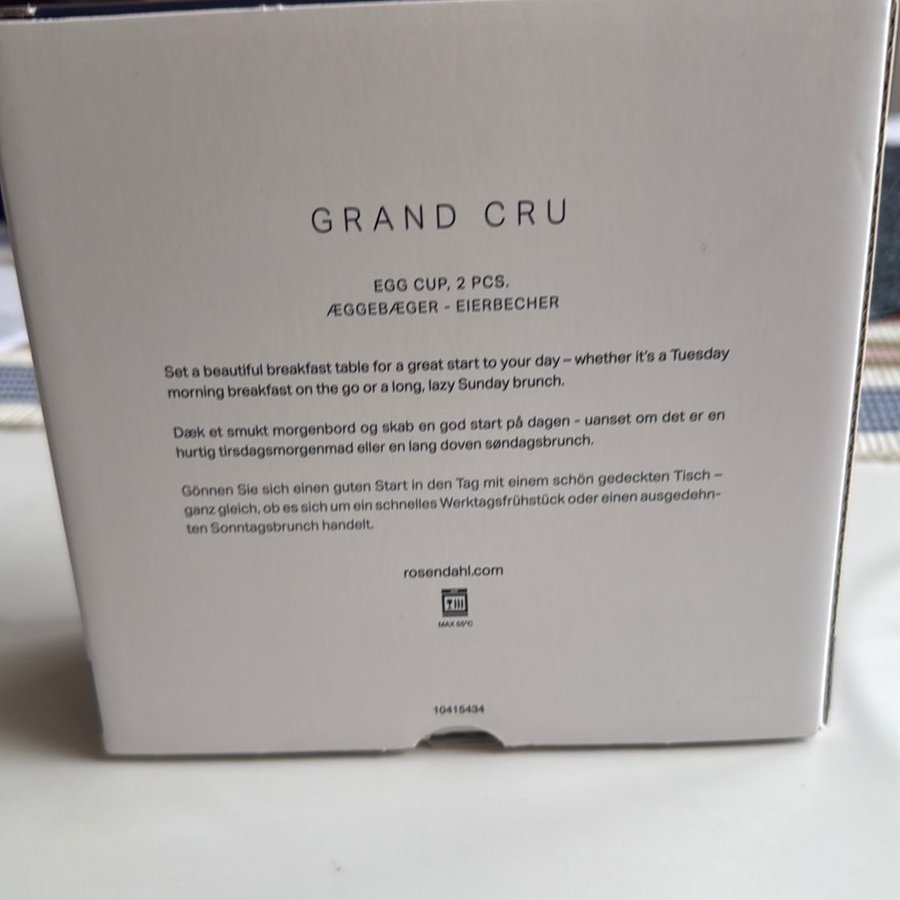 GRAND CRU
EGG CUP, 2 PCS.
ÆGGEBÆGER - EIERBECHER
Set a beautiful breakfast table for a great start to your day – whether it's a Tuesday
morning breakfast on the go or a long, lazy Sunday brunch.
Dæk et smukt morgenbord og skab en god start på dagen - uanset om det er en
hurtig tirsdagsmorgenmad eller en lang doven søndagsbrunch.
Gönnen Sie sich einen guten Start in den Tag mit einem schön gedeckten Tisch –
ganz gleich, ob es sich um ein schnelles Werktagsfrühstück oder einen ausgedehn-
ten Sonntagsbrunch handelt.
rosendahl.com
MAX 55°C
10415434